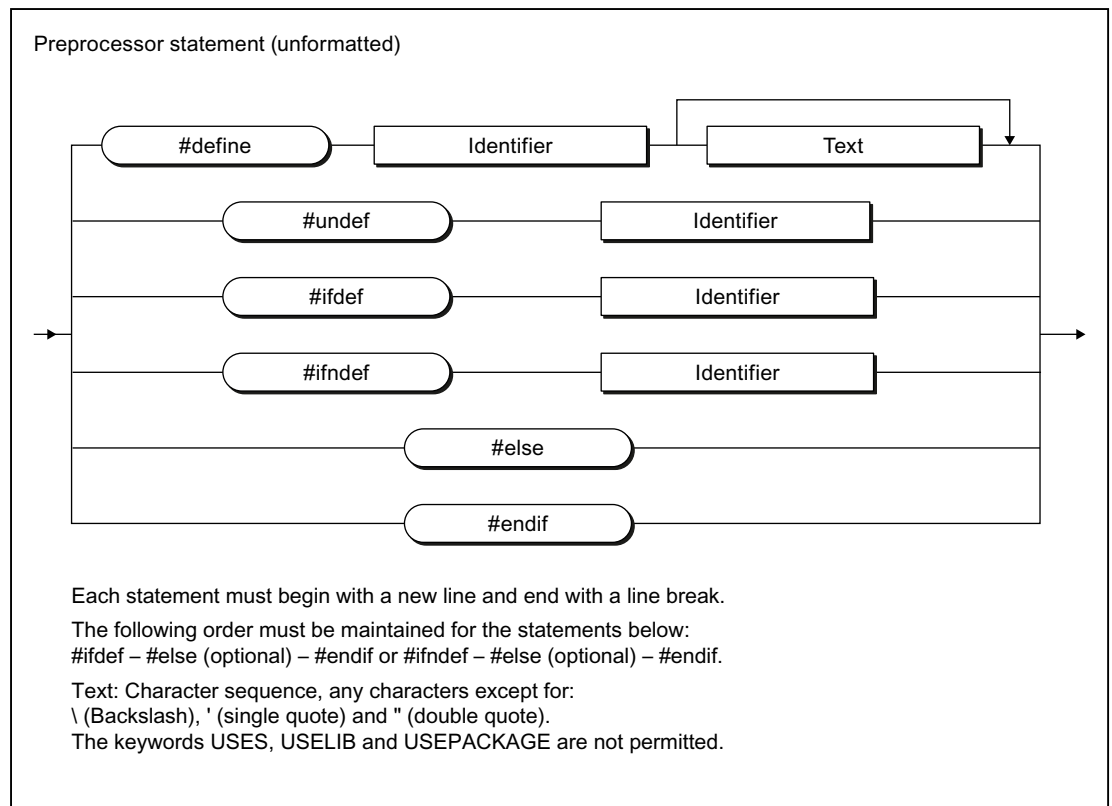 Preprocessor statement (unformatted)
#define Identifier Text
#undef Identifier
#ifdef Identifier
#ifndef Identifier
#else
#endif
Each statement must begin with a new line and end with a line break.
The following order must be maintained for the statements below:
#ifdef – #else (optional) – #endif or #ifndef – #else (optional) – #endif.
Text: Character sequence, any characters except for:
\ (Backslash), ' (single quote) and " (double quote).
The keywords USES, USELIB and USEPACKAGE are not permitted.